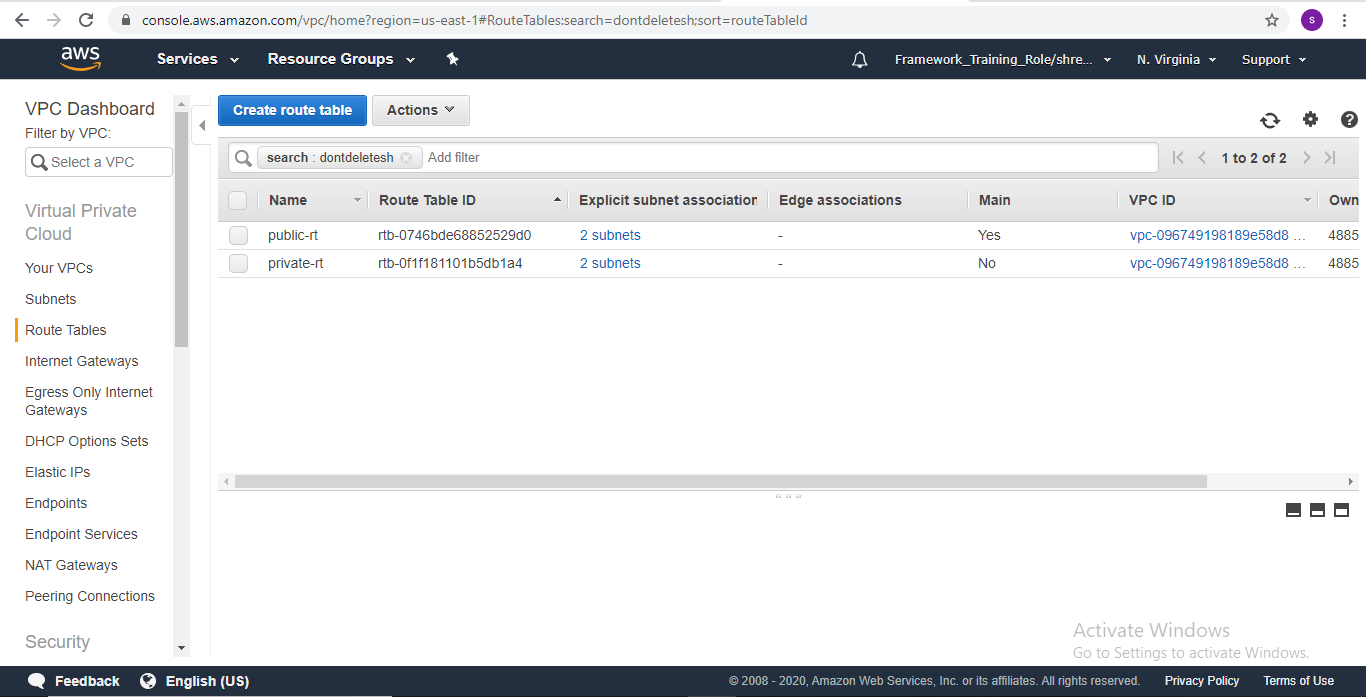 console.aws.amazon.com/vpc/home?region=us-east-1#RouteTables:search=dontdeletesh;sort=routeTableId
S
aws
Services
Resource Groups
Framework_Training_Role/shre...
N. Virginia
Support
VPC Dashboard
Filter by VPC:
Select a VPC
Virtual Private
Cloud
Your VPCs
Subnets
Route Tables
Internet Gateways
Egress Only Internet
Gateways
DHCP Options Sets
Elastic IPs
Endpoints
Endpoint Services
NAT Gateways
Peering Connections
Security
Create route table
Actions
search : dontdeletesh
Add filter
1 to 2 of 2
Name Route Table ID Explicit subnet association Edge associations Main VPC ID Own
public-rt rtb-0746bde68852529d0 2 subnets - Yes vpc-096749198189e58d8 ... 4885
private-rt rtb-0f1f181101b5db1a4 2 subnets - No vpc-096749198189e58d8 ... 4885
Activate Windows
Go to Settings to activate Windows.
Feedback
English (US)
© 2008 - 2020, Amazon Web Services, Inc. or its affiliates. All rights reserved.
Privacy Policy
Terms of Use